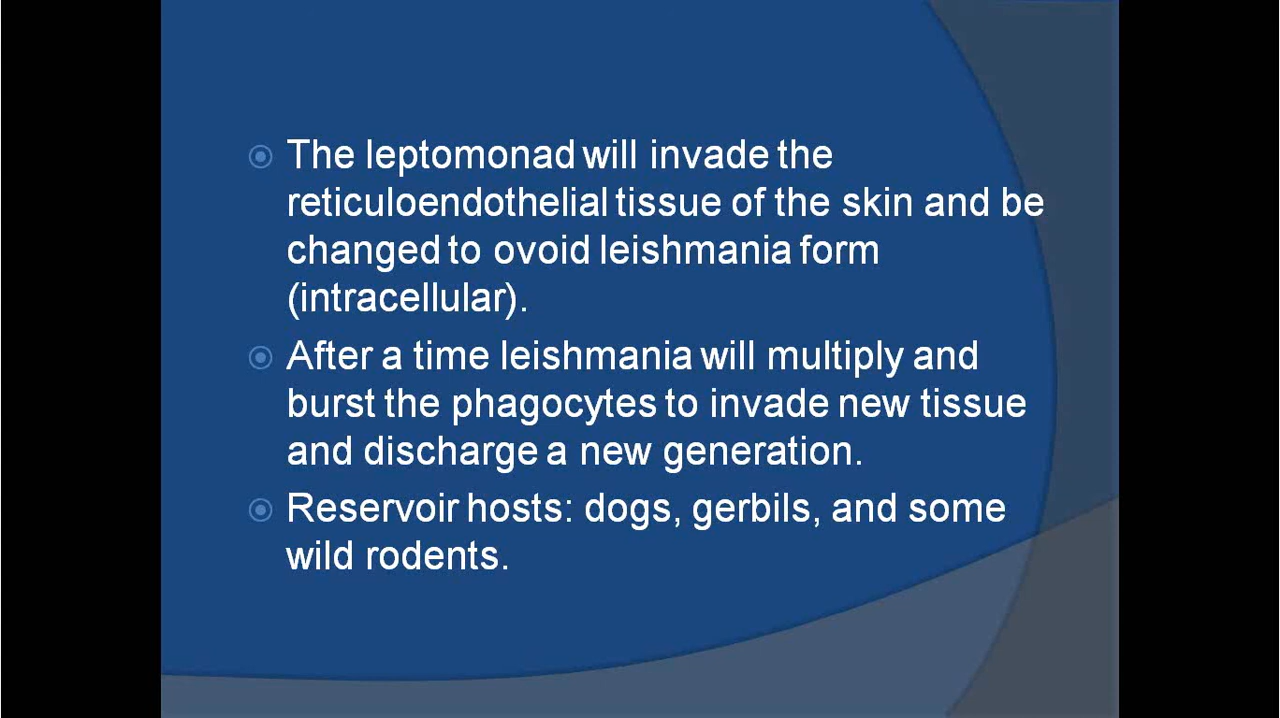 The leptomonad will invade the
reticuloendothelial tissue of the skin and be
changed to ovoid leishmania form
(intracellular).
After a time leishmania will multiply and
burst the phagocytes to invade new tissue
and discharge a new generation.
Reservoir hosts: dogs, gerbils, and some
wild rodents.